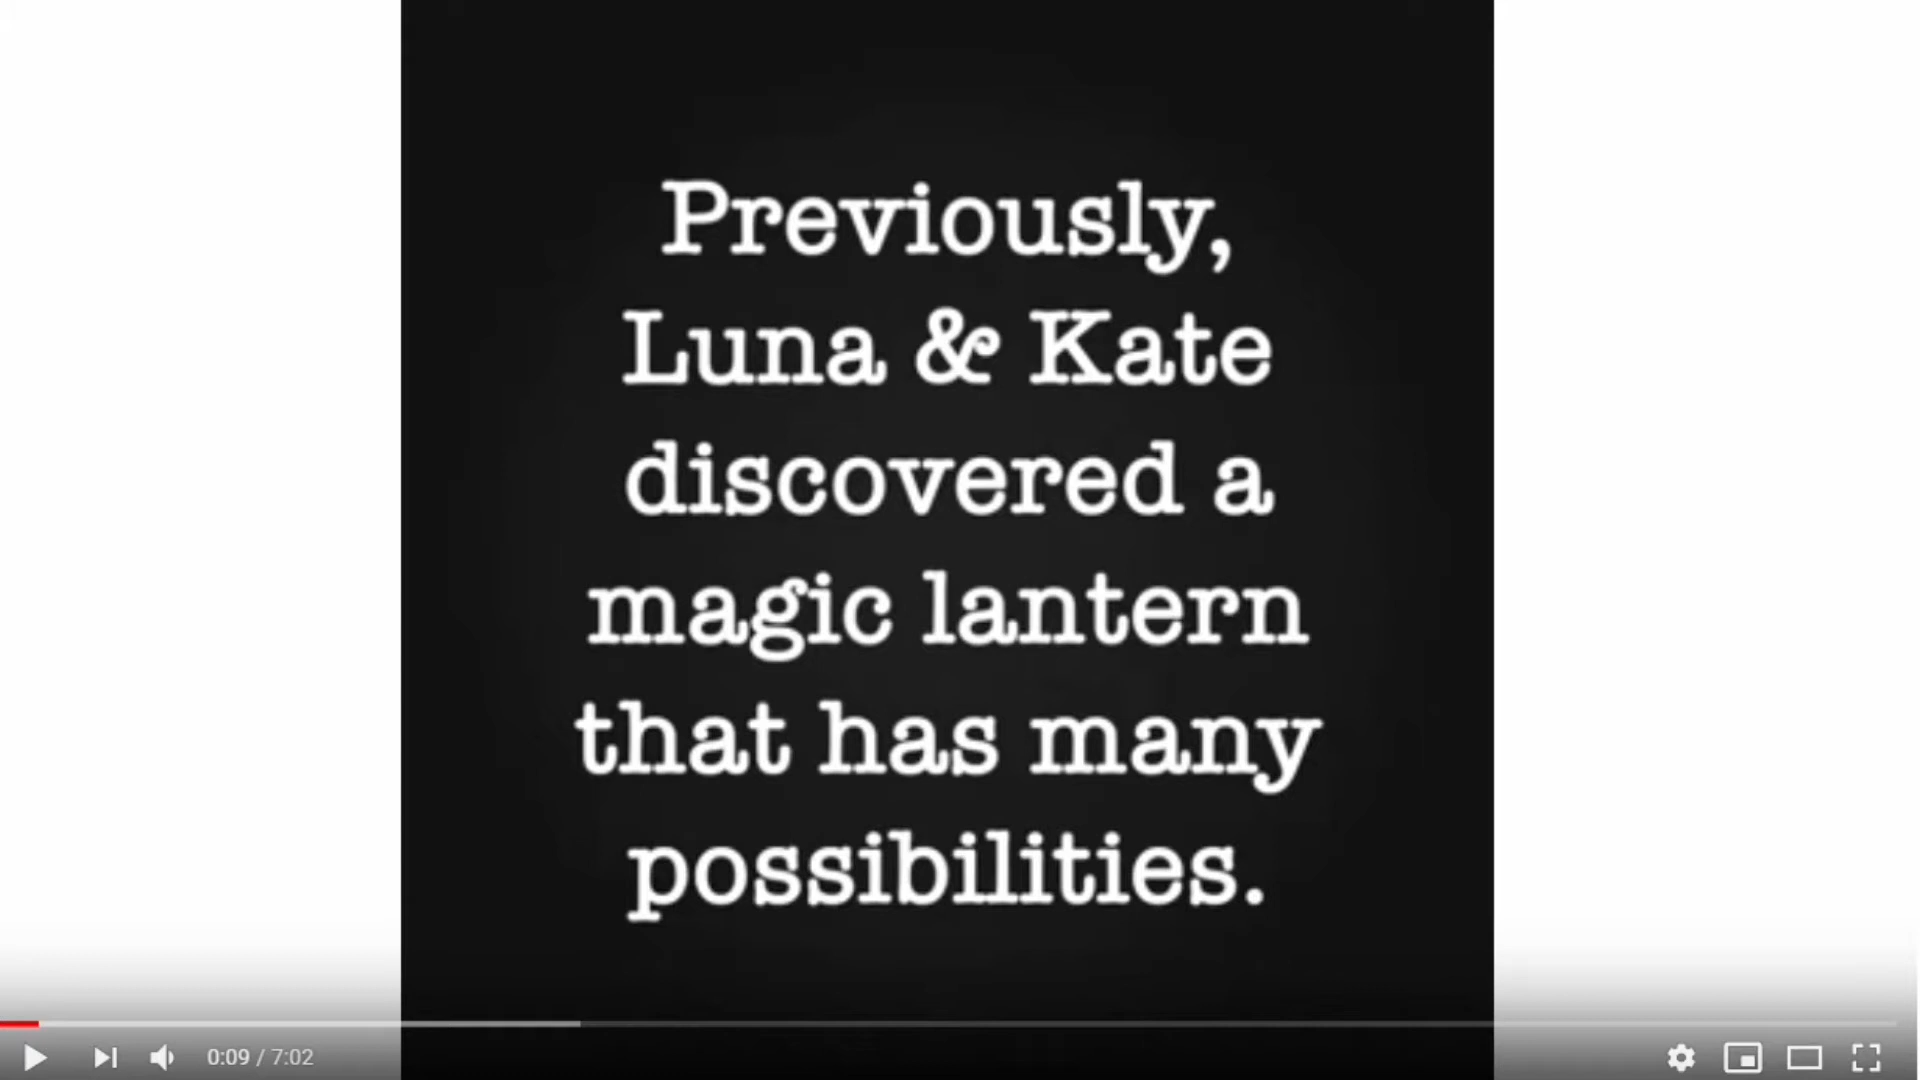 Previously,
Luna & Kate
discovered a
magic lantern
that has many
possibilities.
0:09 / 7:02